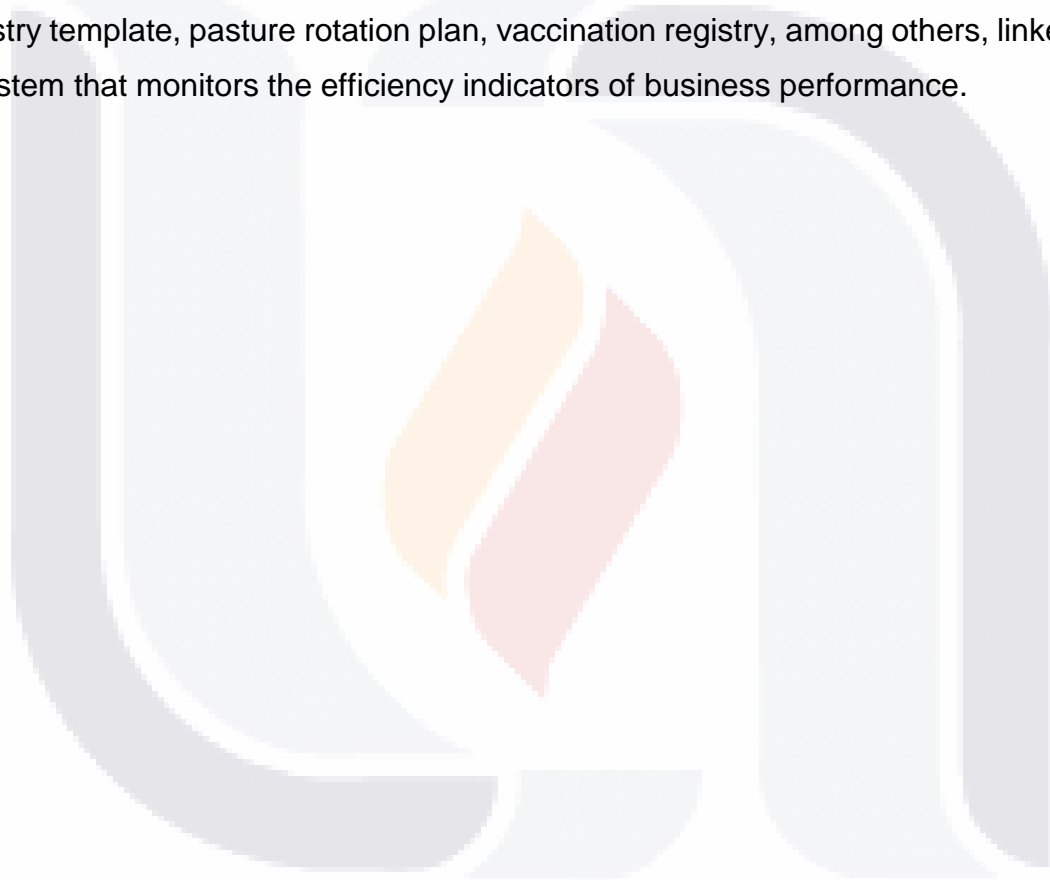 stry template, pasture rotation plan, vaccination registry, among others, linke
stem that monitors the efficiency indicators of business performance.